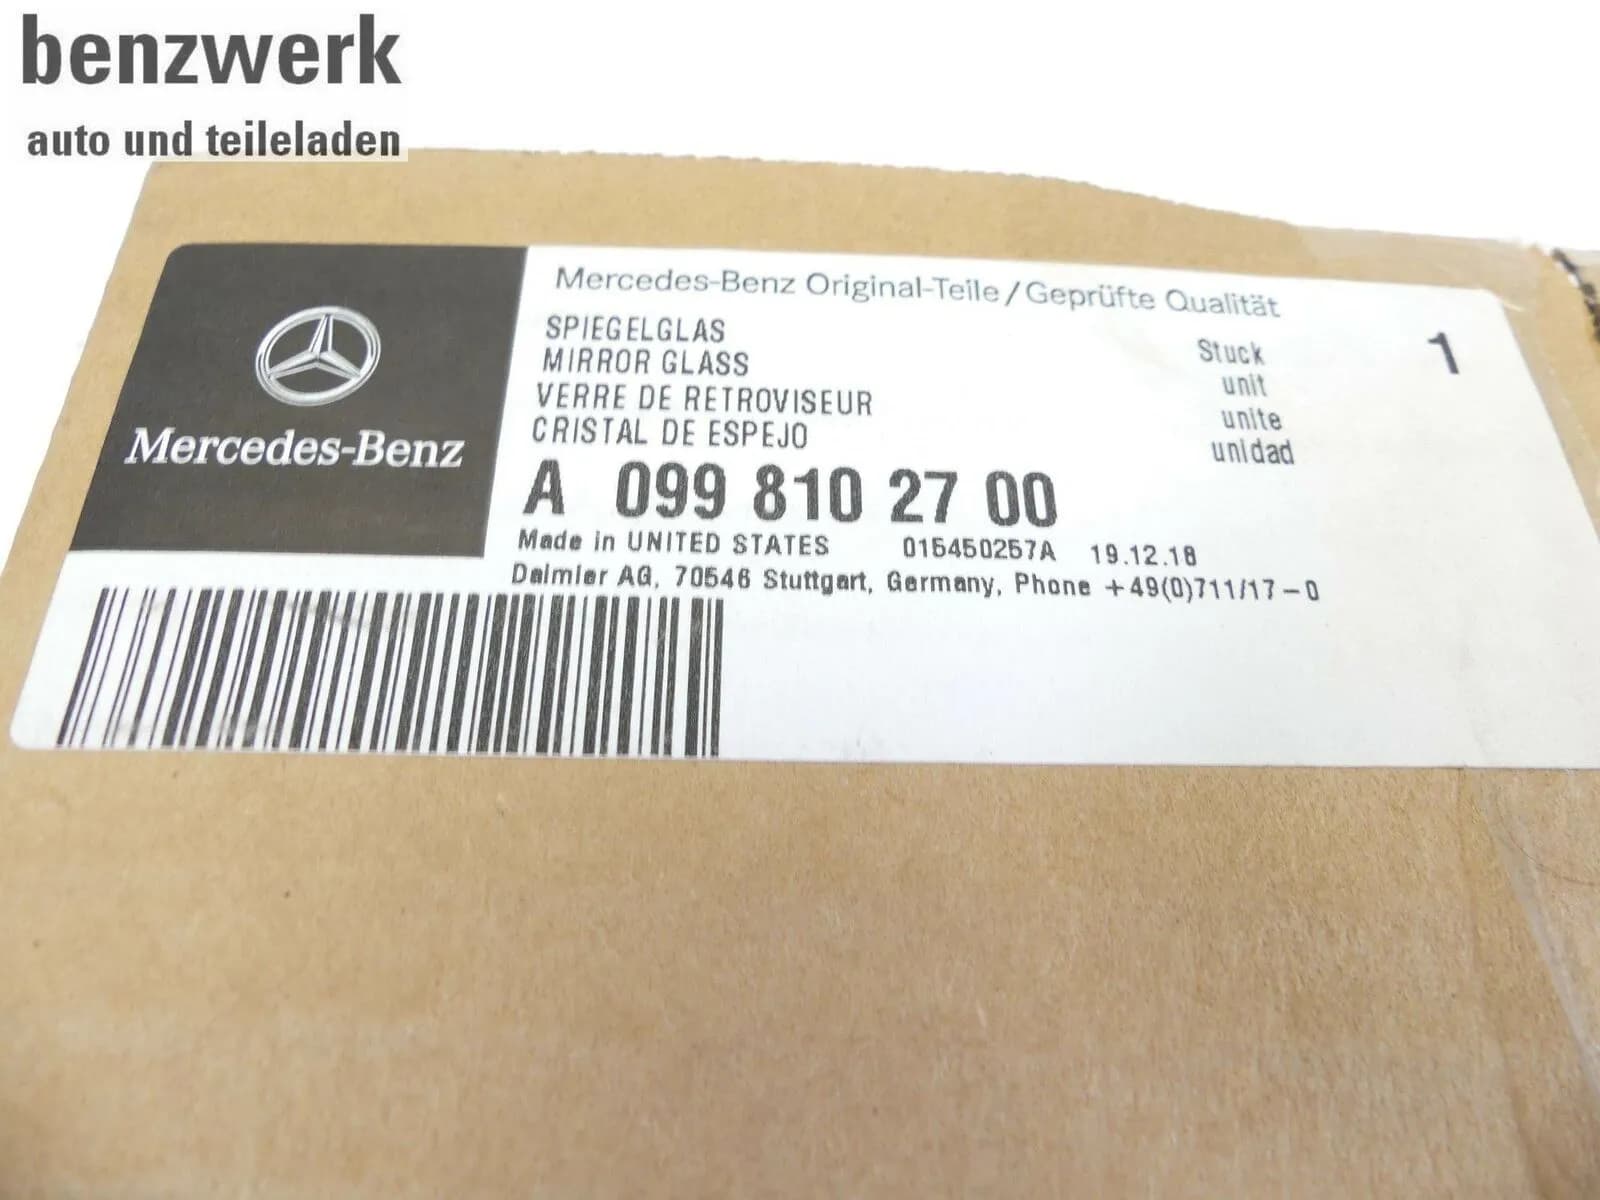 benzwerk
auto und teileladen
Mercedes-Benz
Mercedes-Benz Original-Teile/Geprüfte Qualität
SPIEGELGLAS
MIRROR GLASS
VERRE DE RETROVISEUR
CRISTAL DE ESPEJO
Stuck
unit
unite
unidad
1
A 099 810 27 00
Made in UNITED STATES 015450257A 19.12.18
Daimler AG, 70546 Stuttgart, Germany, Phone +49(0)711/17-0